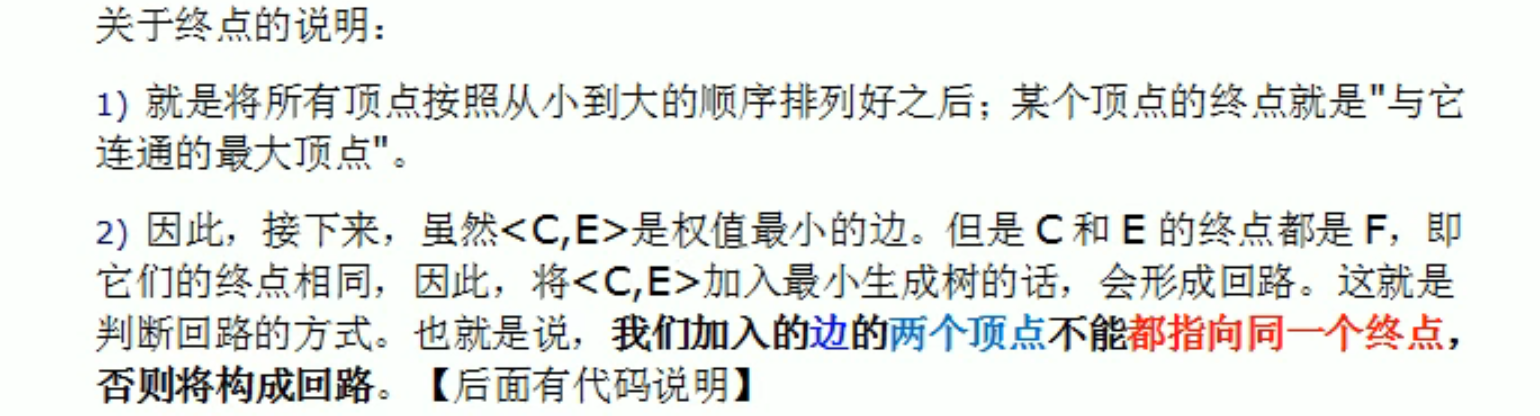 关于终点的说明：
1) 就是将所有顶点按照从小到大的顺序排列好之后；某个顶点的终点就是"与它
连通的最大顶点"。
2) 因此，接下来，虽然<C,E>是权值最小的边。但是 C 和 E 的终点都是 F，即
它们的终点相同，因此，将<C,E>加入最小生成树的话，会形成回路。这就是
判断回路的方式。也就是说，我们加入的边的两个顶点不能都指向同一个终点，
否则将构成回路。【后面有代码说明】